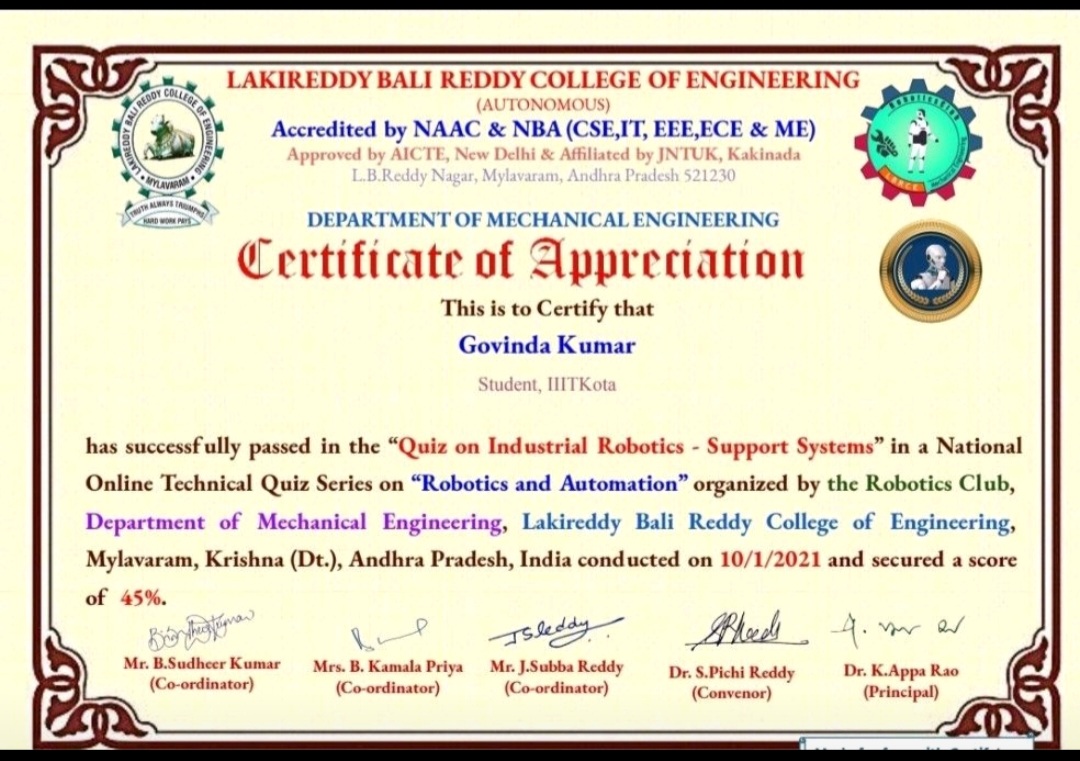 LAKIREDDY BALI REDDY COLLEGE OF ENGINEERING
(AUTONOMOUS)
Accredited by NAAC & NBA (CSE,IT, EEE,ECE & ME)
Approved by AICTE, New Delhi & Affiliated by JNTUK, Kakinada
L.B.Reddy Nagar, Mylavaram, Andhra Pradesh 521230
LAKIREDDY BALI REDDY COLLEGE OF ENGINEERING
MYLAVARAM
TRUTH ALWAYS TRIUMPHS
HARD WORK PAYS
Robotics Club
LBRCE
DEPARTMENT OF MECHANICAL ENGINEERING
Certificate of Appreciation
This is to Certify that
Govinda Kumar
Student, IIITKota
has successfully passed in the “Quiz on Industrial Robotics - Support Systems” in a National
Online Technical Quiz Series on “Robotics and Automation” organized by the Robotics Club,
Department of Mechanical Engineering, Lakireddy Bali Reddy College of Engineering,
Mylavaram, Krishna (Dt.), Andhra Pradesh, India conducted on 10/1/2021 and secured a score
of 45%.
JSReddy
Mr. B.Sudheer Kumar Mrs. B. Kamala Priya Mr. J.Subba Reddy Dr. S.Pichi Reddy Dr. K.Appa Rao
(Co-ordinator) (Co-ordinator) (Co-ordinator) (Convenor) (Principal)